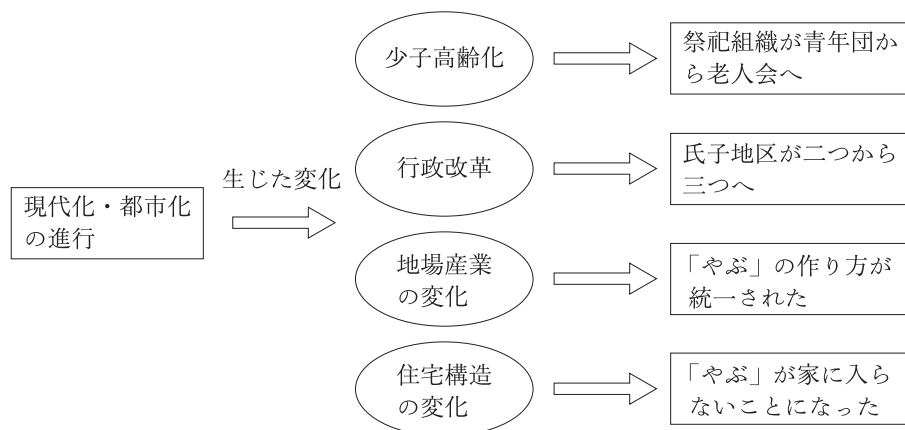 現代化・都市化
の進行
生じた変化
少子高齢化
祭祀組織が青年団か
ら老人会へ
行政改革
氏子地区が二つから
三つへ
地場産業
の変化
「やぶ」の作り方が
統一された
住宅構造
の変化
「やぶ」が家に入ら
ないことになった